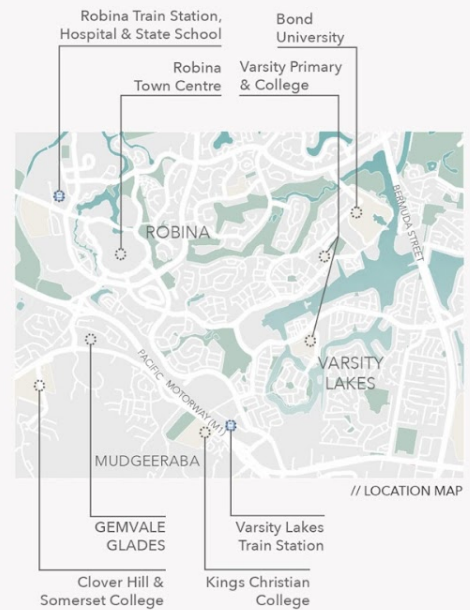 Robina Train Station,
Hospital & State School
Bond
University
Robina
Town Centre
Varsity Primary
& College
BERMUDA STREET
ROBINA
VARSITY
LAKES
PACIFIC MOTORWAY (M1)
MUDGEERABA
// LOCATION MAP
GEMVALE
GLADES
Varsity Lakes
Train Station
Clover Hill &
Somerset College
Kings Christian
College